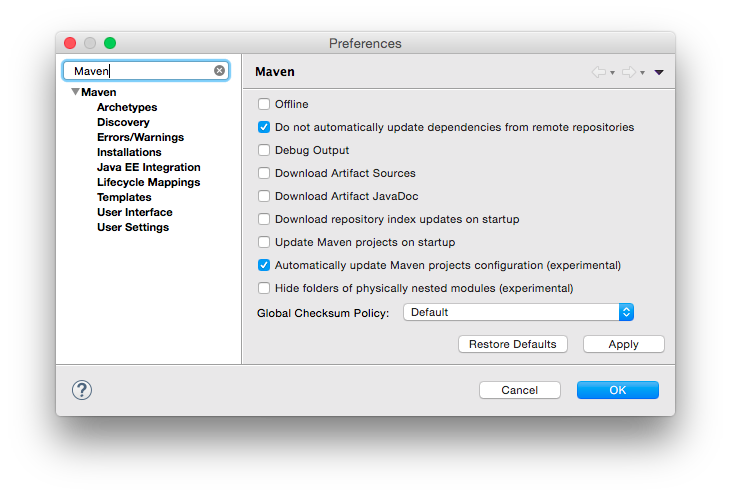 Preferences
Maven
Maven
Archetypes
Discovery
Errors/Warnings
Installations
Java EE Integration
Lifecycle Mappings
Templates
User Interface
User Settings
Maven
Offline
Do not automatically update dependencies from remote repositories
Debug Output
Download Artifact Sources
Download Artifact JavaDoc
Download repository index updates on startup
Update Maven projects on startup
Automatically update Maven projects configuration (experimental)
Hide folders of physically nested modules (experimental)
Global Checksum Policy: Default
Restore Defaults Apply
? Cancel OK